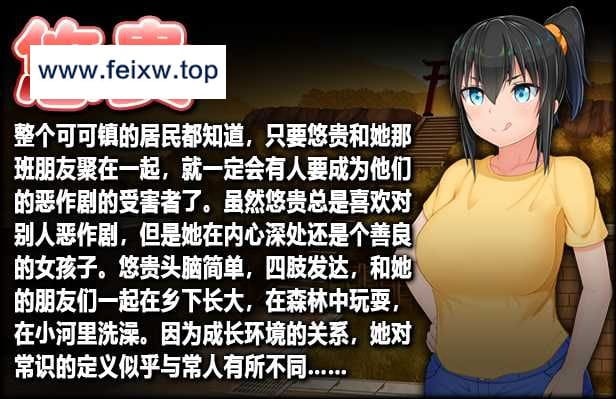 悠贵
www.feixw.top
整个可可镇的居民都知道，只要悠贵和她那
班朋友聚在一起，就一定会有人要成为他们
的恶作剧的受害者了。虽然悠贵总是喜欢对
别人恶作剧，但是她在内心深处还是个善良
的女孩子。悠贵头脑简单，四肢发达，和她
的朋友们一起在乡下长大，在森林中玩耍，
在小河里洗澡。因为成长环境的关系，她对
常识的定义似乎与常人有所不同……